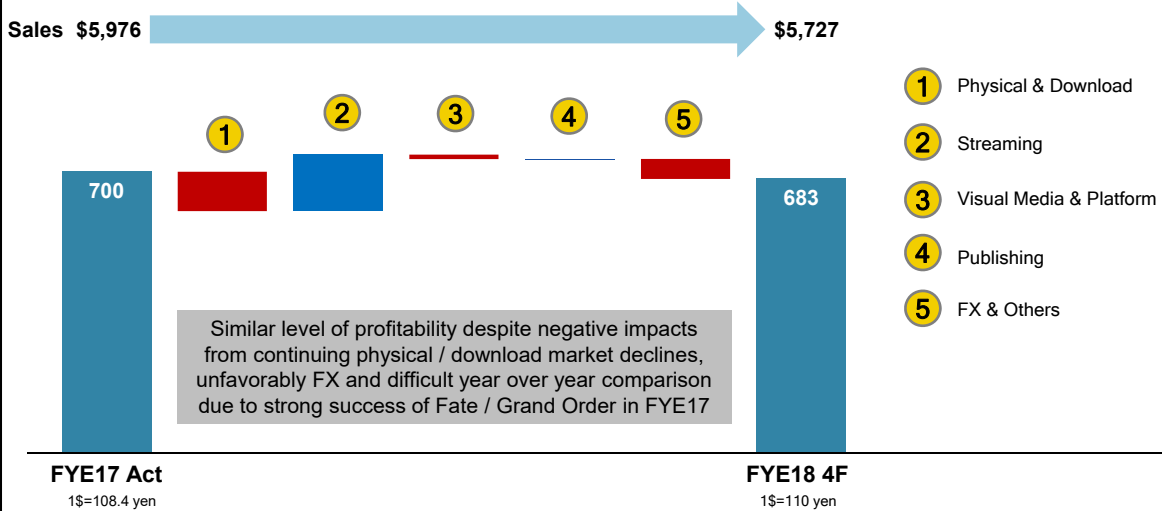 Sales $5,976 $5,727
1 Physical & Download
2 Streaming
3 Visual Media & Platform
4 Publishing
5 FX & Others
1 2 3 4 5
700 683
Similar level of profitability despite negative impacts
from continuing physical / download market declines,
unfavorably FX and difficult year over year comparison
due to strong success of Fate / Grand Order in FYE17
FYE17 Act FYE18 4F
1$=108.4 yen 1$=110 yen